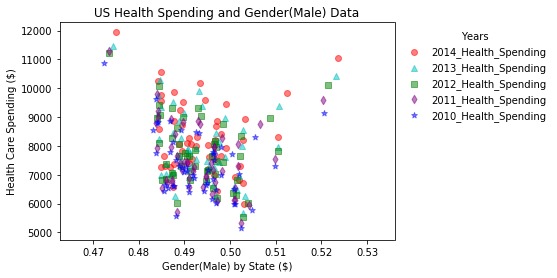 US Health Spending and Gender(Male) Data
Health Care Spending ($)
12000
11000
10000
9000
8000
7000
6000
5000
0.47
0.48
0.49
0.50
0.51
0.52
0.53
Gender(Male) by State ($)
Years
2014_Health_Spending
2013_Health_Spending
2012_Health_Spending
2011_Health_Spending
2010_Health_Spending